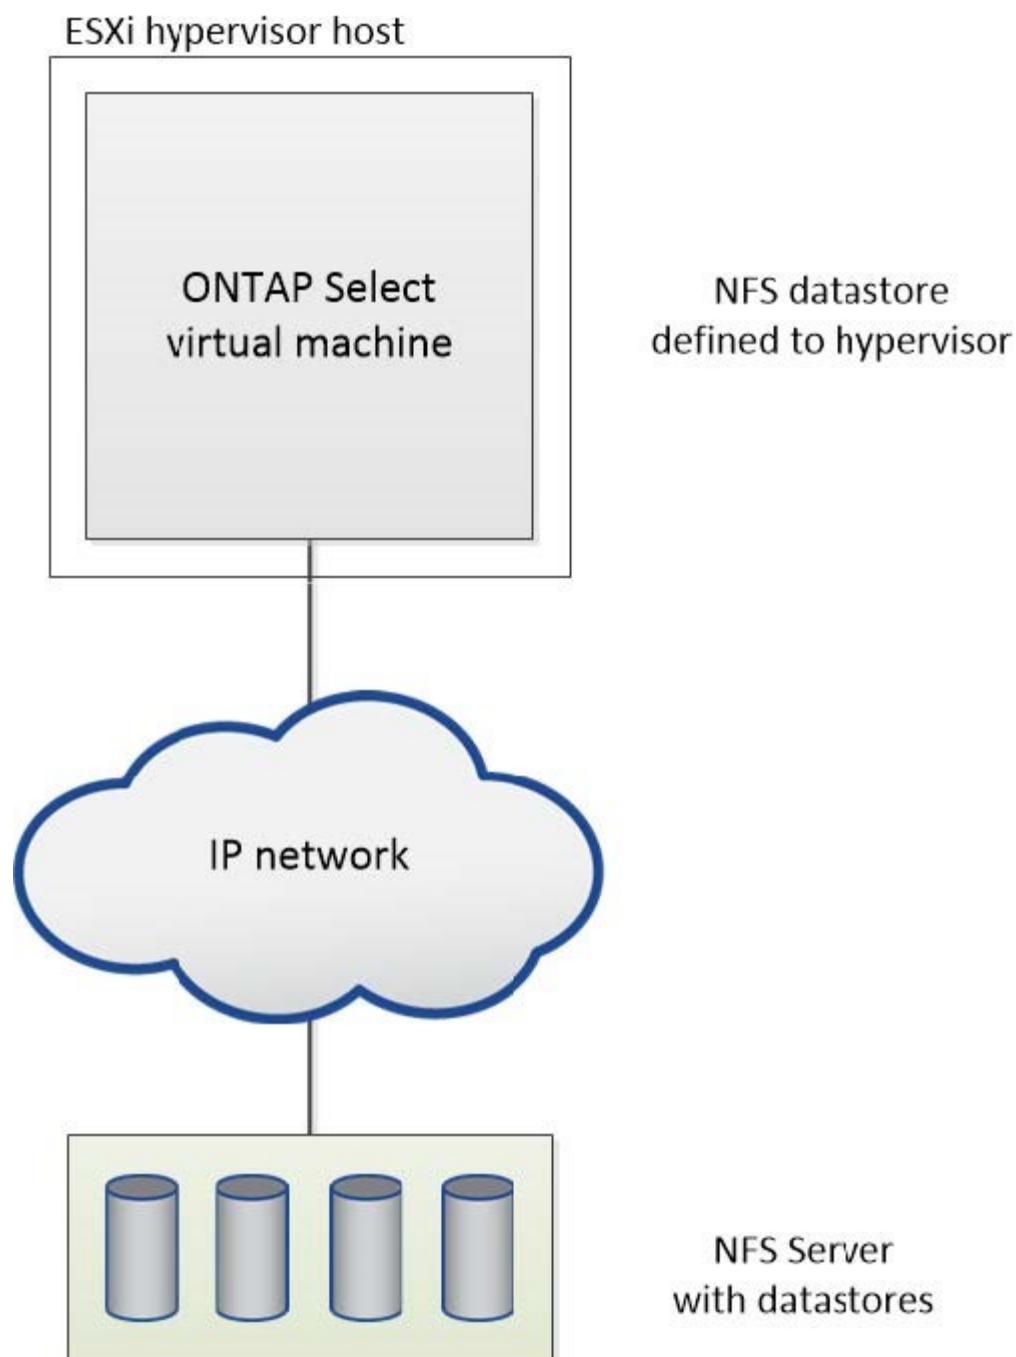 ESXi hypervisor host
ONTAP Select
virtual machine
NFS datastore
defined to hypervisor
IP network
NFS Server
with datastores